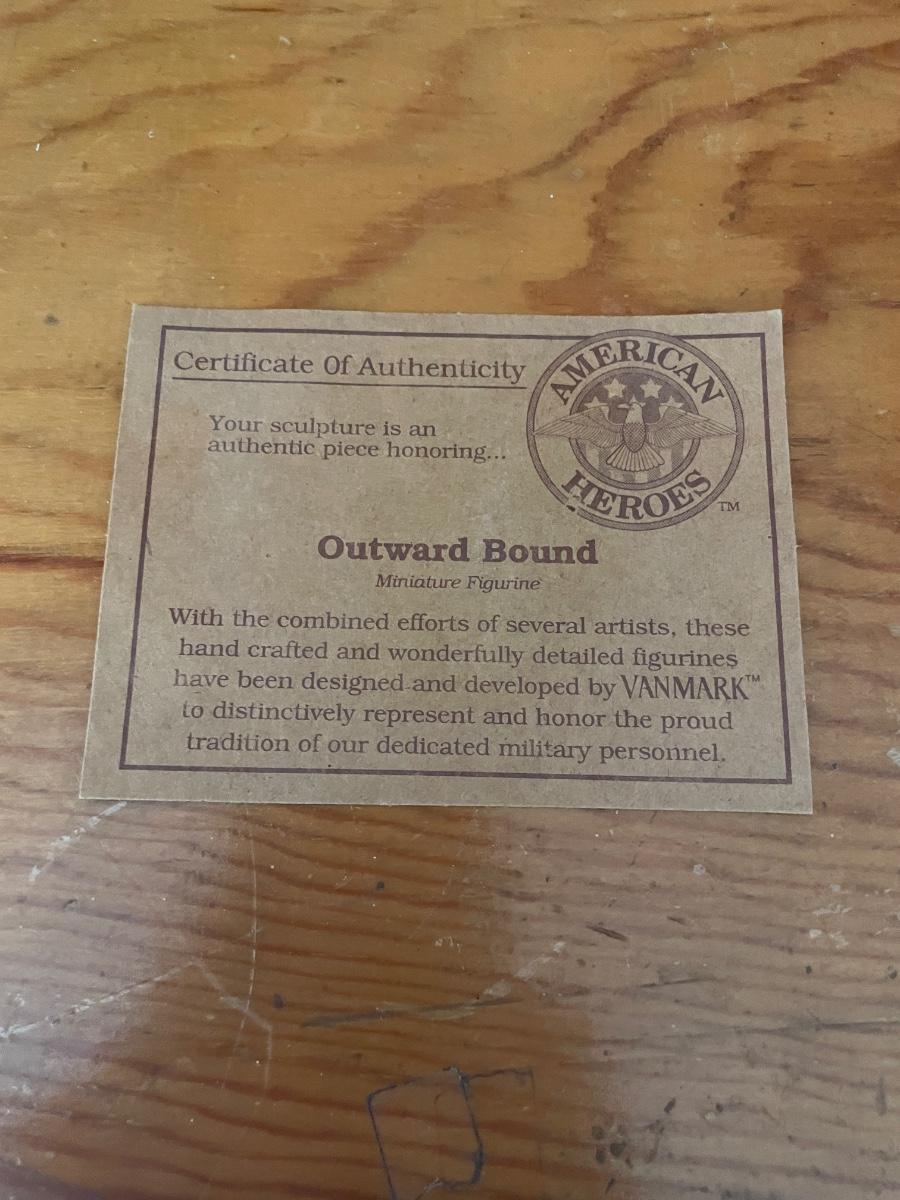 Certificate Of Authenticity
AMERICAN
HEROES
TM
Your sculpture is an
authentic piece honoring...
Outward Bound
Miniature Figurine
With the combined efforts of several artists, these
hand crafted and wonderfully detailed figurines
have been designed and developed by VANMARK™
to distinctively represent and honor the proud
tradition of our dedicated military personnel.